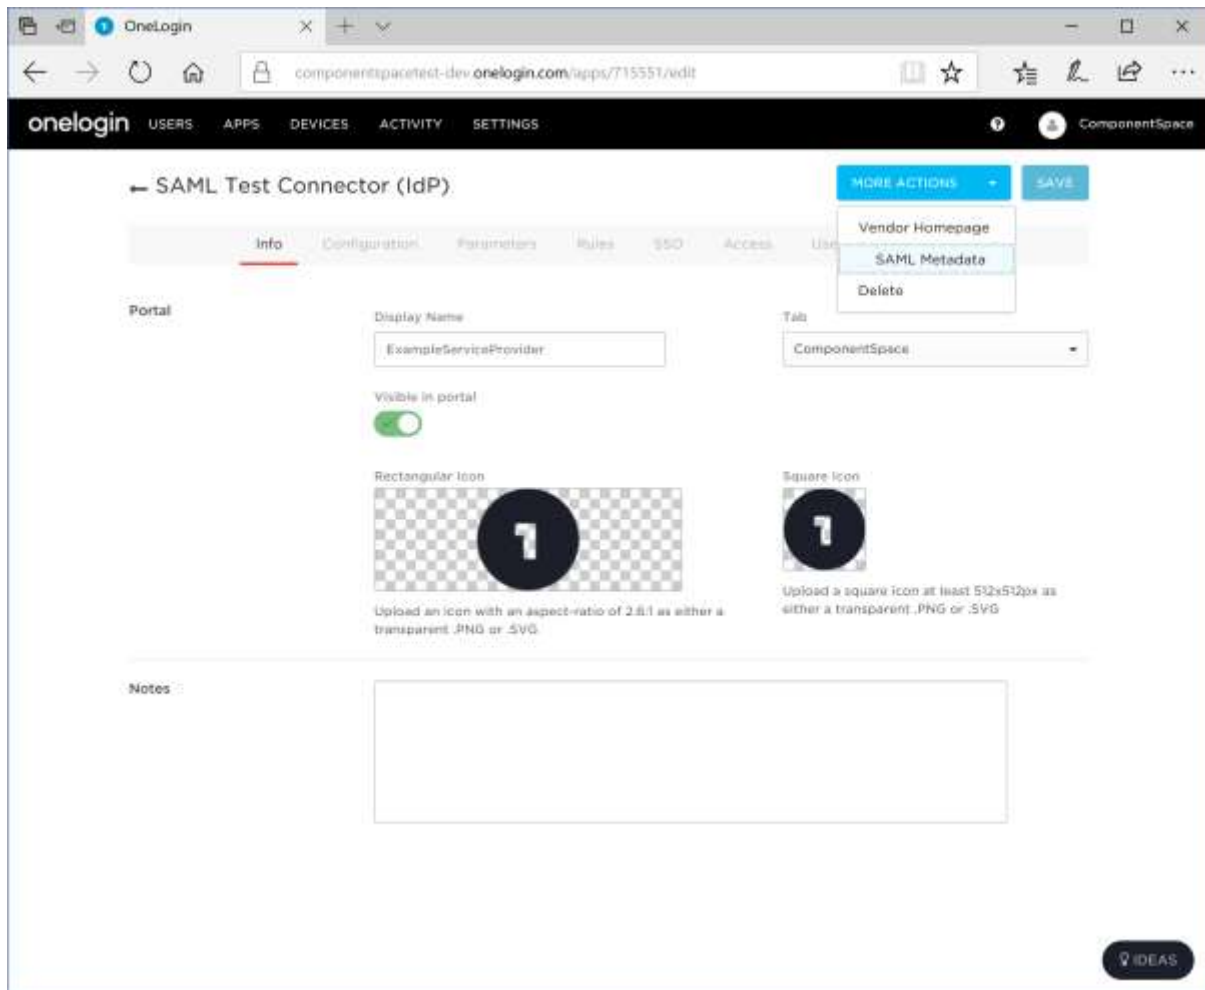 OneLogin
componentspacetest-dev.onelogin.com/apps/715551/edit
onelogin USERS APPS DEVICES ACTIVITY SETTINGS ? ComponentSpace
← SAML Test Connector (IdP) MORE ACTIONS SAVE
Vendor Homepage
Info Configuration Parameters Rules SSO Access Use
SAML Metadata
Delete
Portal
Display Name Tab
ExampleServiceProvider ComponentSpace
Visible in portal
Rectangular Icon Square Icon
1 1
Upload an icon with an aspect-ratio of 2.6:1 as either a
transparent .PNG or .SVG
Upload a square icon at least 512x512px as
either a transparent .PNG or .SVG
Notes
IDEAS